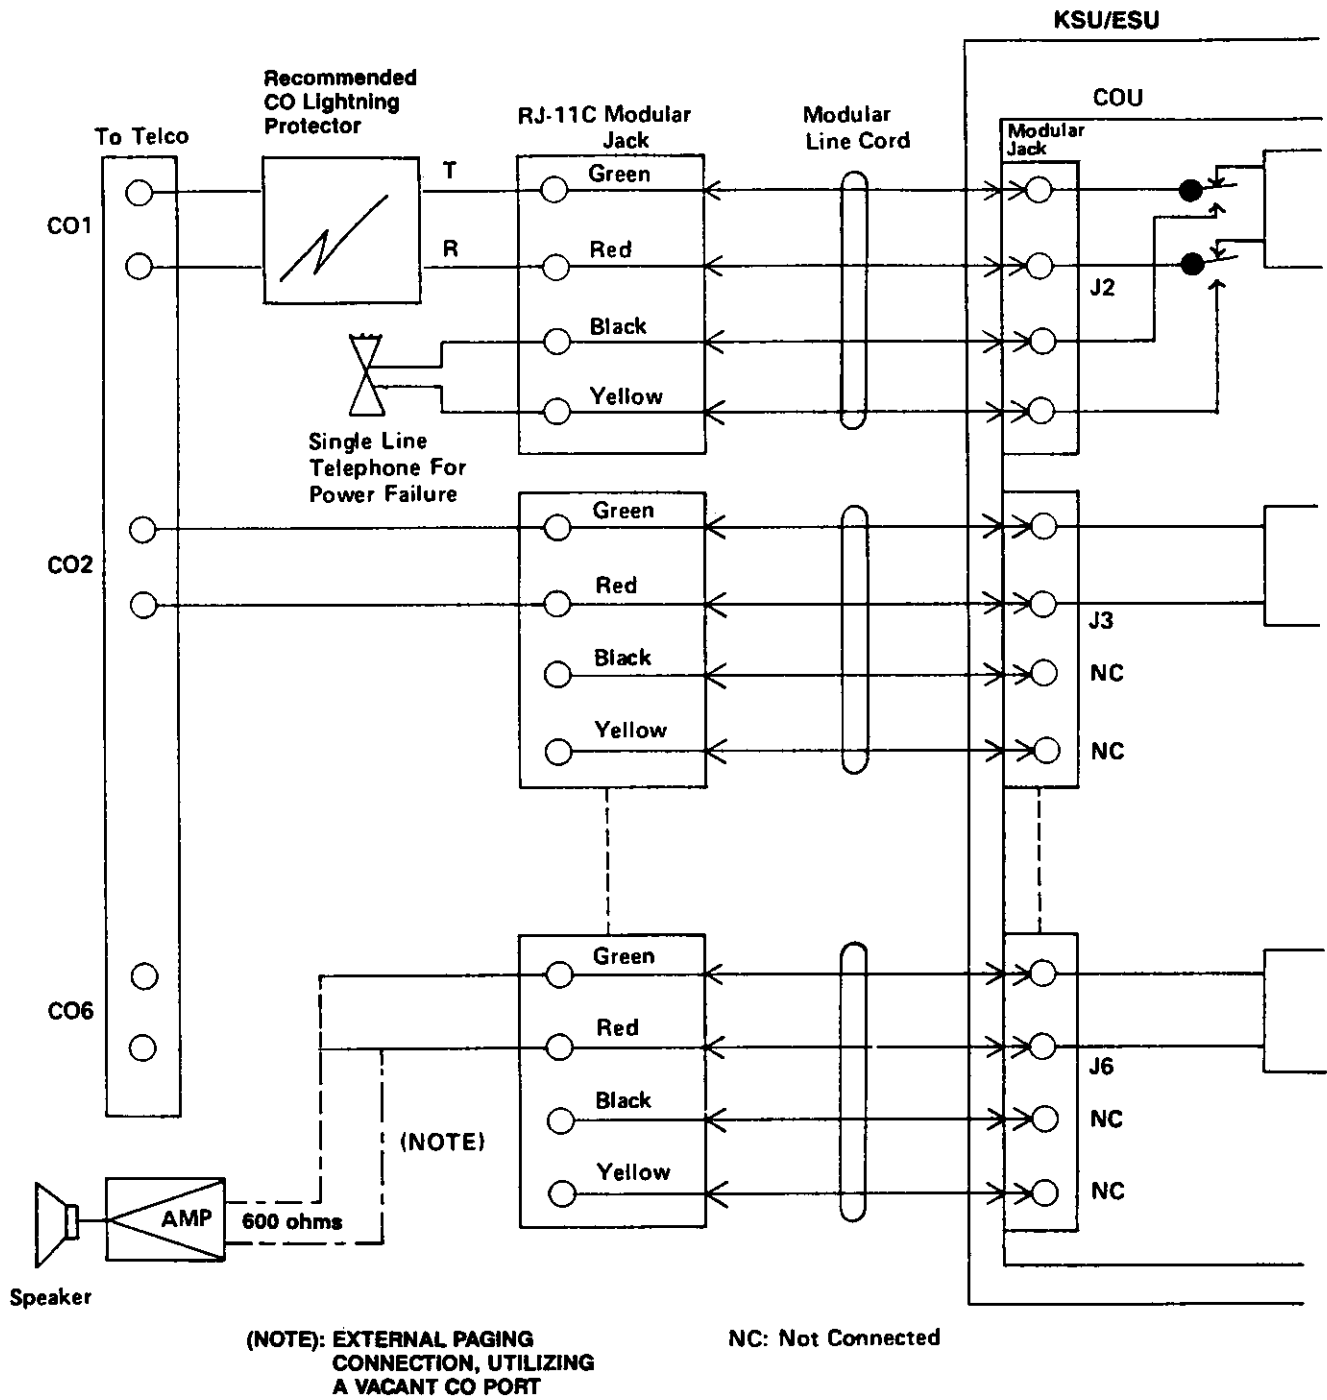 KSU/ESU
Recommended
CO Lightning
Protector
RJ-11C Modular
Jack
Modular
Line Cord
COU
To Telco
Modular
Jack
T
Green
CO1
R
Red
J2
Black
Yellow
Single Line
Telephone For
Power Failure
Green
CO2
Red
J3
Black
NC
Yellow
NC
Green
CO6
Red
J6
Black
NC
(NOTE)
Yellow
NC
AMP
600 ohms
Speaker
(NOTE): EXTERNAL PAGING
CONNECTION, UTILIZING
A VACANT CO PORT
NC: Not Connected